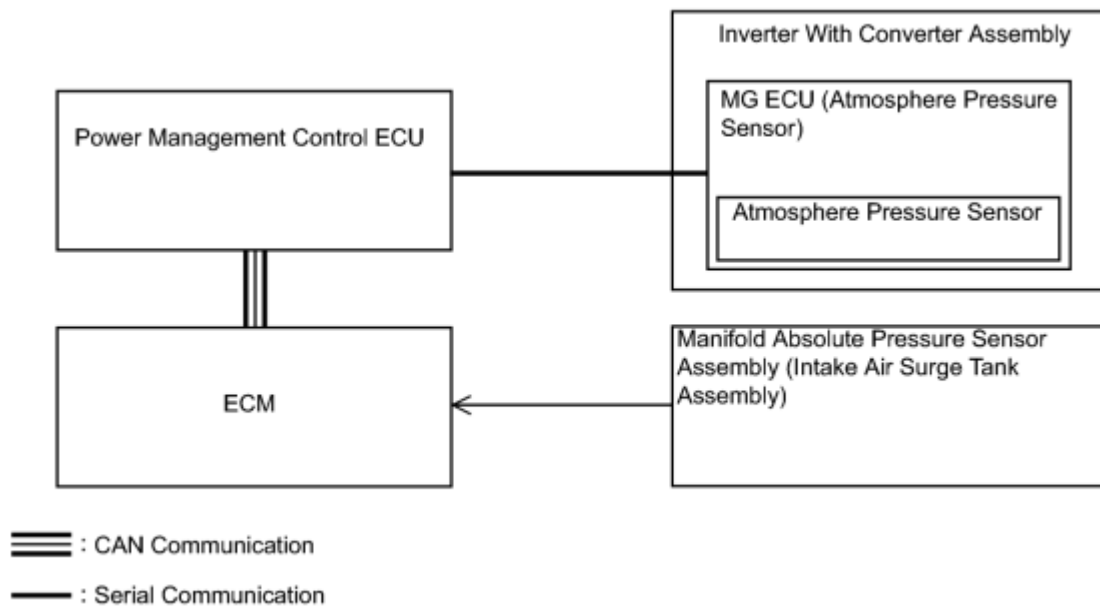 Inverter With Converter Assembly
Power Management Control ECU
MG ECU (Atmosphere Pressure
Sensor)
Atmosphere Pressure Sensor
ECM
Manifold Absolute Pressure Sensor
Assembly (Intake Air Surge Tank
Assembly)
: CAN Communication
: Serial Communication